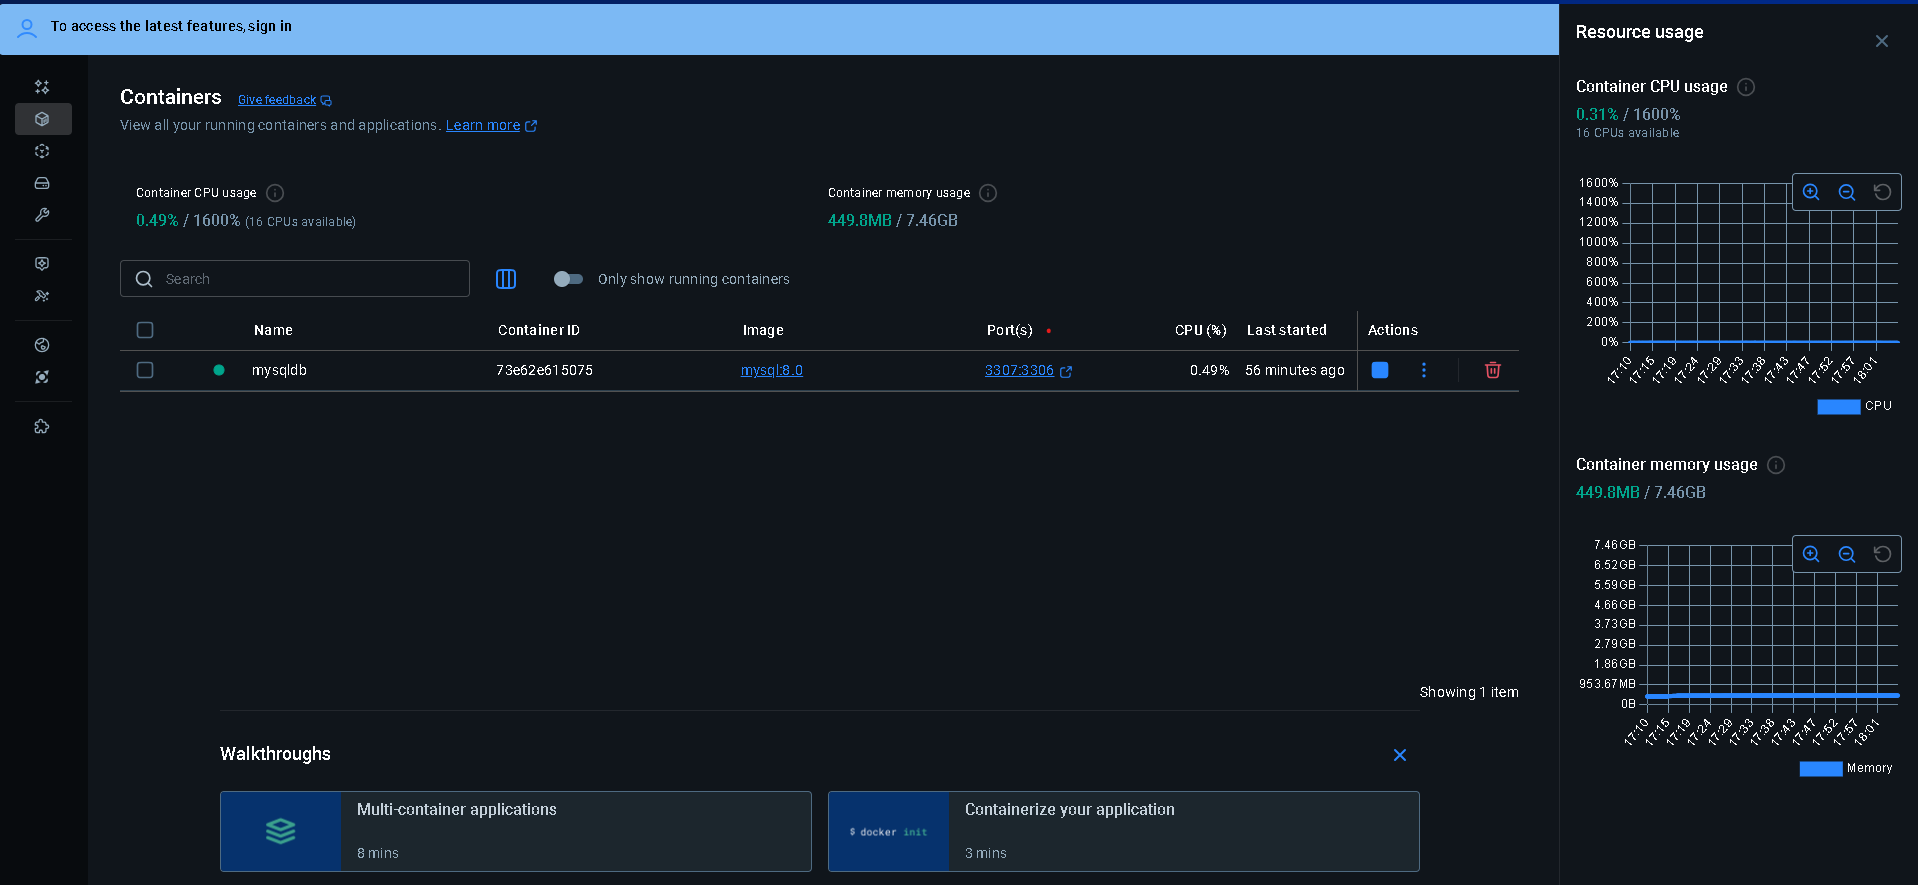 To access the latest features, sign in
Containers
Give feedback
View all your running containers and applications. Learn more
Container CPU usage
0.49% / 1600% (16 CPUs available)
Container memory usage
449.8MB / 7.46GB
Search
Only show running containers
Name Container ID Image Port(s) CPU (%) Last started Actions
mysqldb 73e62e615075 mysql:8.0 3307:3306 0.49% 56 minutes ago
Showing 1 item
Walkthroughs
Multi-container applications
8 mins
$ docker init
Containerize your application
3 mins
Resource usage
Container CPU usage
0.31% / 1600%
16 CPUs available
1600%
1400%
1200%
1000%
800%
600%
400%
200%
0%
17:10 17:15 17:19 17:24 17:29 17:33 17:38 17:43 17:47 17:52 17:57 18:01
CPU
Container memory usage
449.8MB / 7.46GB
7.46GB
6.52GB
5.59GB
4.66GB
3.73GB
2.79GB
1.86GB
953.67MB
0B
17:10 17:15 17:19 17:24 17:29 17:33 17:38 17:43 17:47 17:52 17:57 18:01
Memory